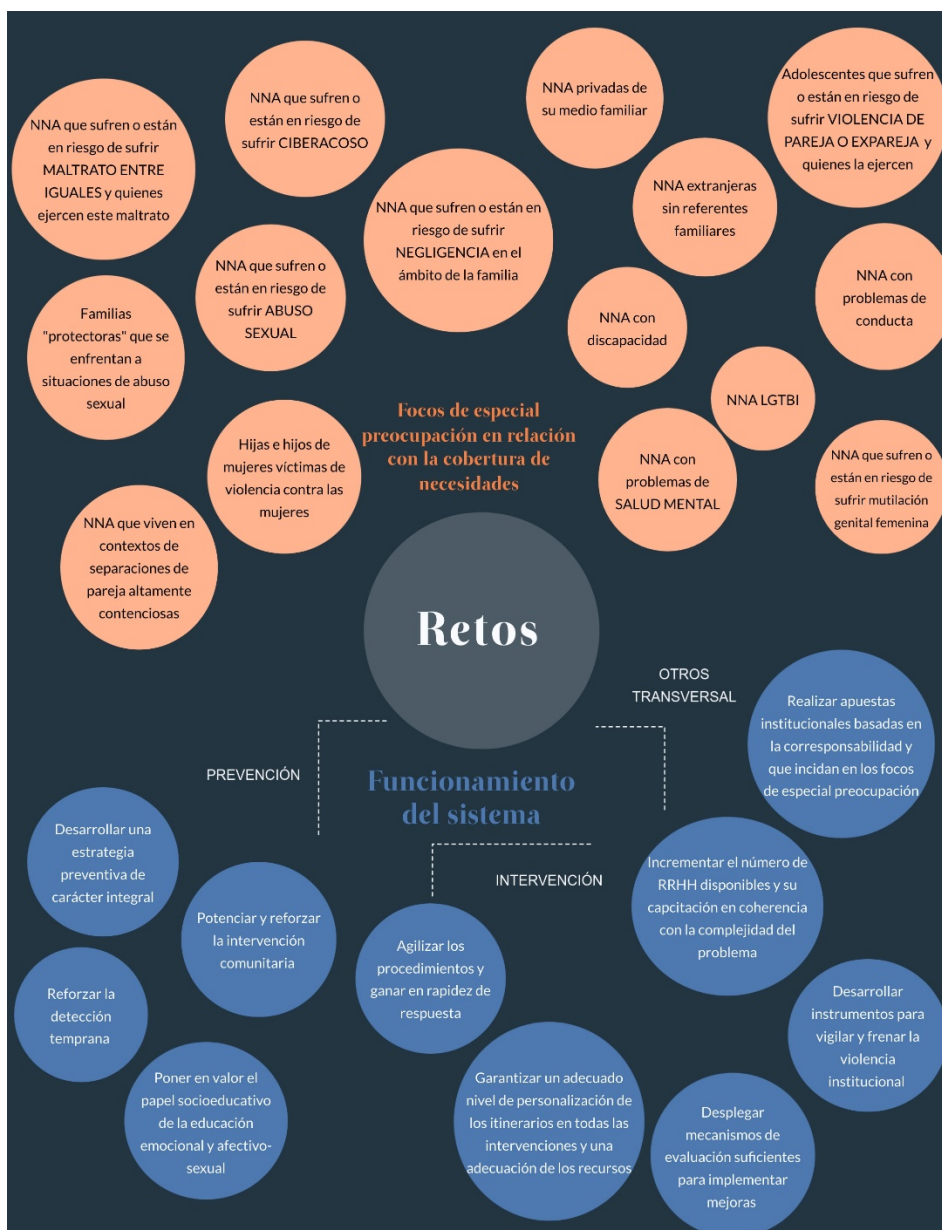 NNA que sufren o están
en riesgo de sufrir
MALTRATO ENTRE
IGUALES y quienes
ejercen este maltrato
NNA que sufren o
están en riesgo de
sufrir CIBERACOSO
NNA privadas de
su medio familiar
Adolescentes que sufren
o están en riesgo de
sufrir VIOLENCIA DE
PAREJA O EXPAREJA y
quienes la ejercen
NNA que sufren o están en
riesgo de sufrir
NEGLIGENCIA en el
ámbito de la familia
NNA extranjeras
sin referentes
familiares
NNA que sufren o
están en riesgo de
sufrir ABUSO
SEXUAL
NNA con
problemas de
conducta
Familias
"protectoras" que se
enfrentan a
situaciones de abuso
sexual
NNA con
discapacidad
NNA LGTBI
Hijas e hijos de
mujeres víctimas de
violencia contra las
mujeres
Focos de especial
preocupación en relación
con la cobertura de
necesidades
NNA con
problemas de
SALUD MENTAL
NNA que sufren o
están en riesgo de
sufrir mutilación
genital femenina
NNA que viven en
contextos de
separaciones de
pareja altamente
contenciosas
Retos
OTROS
TRANSVERSAL
Realizar apuestas
institucionales basadas en
la corresponsabilidad y
que incidan en los focos
de especial preocupación
PREVENCIÓN
Funcionamiento
del sistema
Desarrollar una
estrategia
preventiva de
carácter integral
INTERVENCIÓN
Incrementar el número de
RRHH disponibles y su
capcitación en coherencia
con la complejidad del
problema
Potenciar y reforzar
la intervención
comunitaria
Agilizar los
procedimientos y
ganar en rapidez de
respuesta
Reforzar la
detección
temprana
Desarrollar
instrumentos para
vigilar y frenar la
violencia
institucional
Poner en valor el
papel socioeducativo
de la educación
emocional y afectivo-
sexual
Garantizar un adecuado
nivel de personalización de
los itinerarios en todas las
intervenciones y una
adecuación de los recursos
Desplegar
mecanismos de
evaluación suficientes
para implementar
mejoras